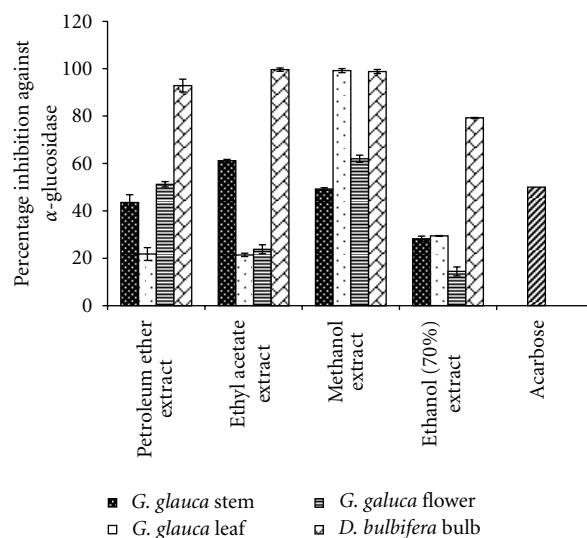 Percentage inhibition against
α-glucosidase
120
100
80
60
40
20
0
Petroleum ether
extract
Ethyl acetate
extract
Methanol
extract
Ethanol (70%)
extract
Acarbose
G. glauca stem
G. glauca leaf
G. galuca flower
D. bulbifera bulb